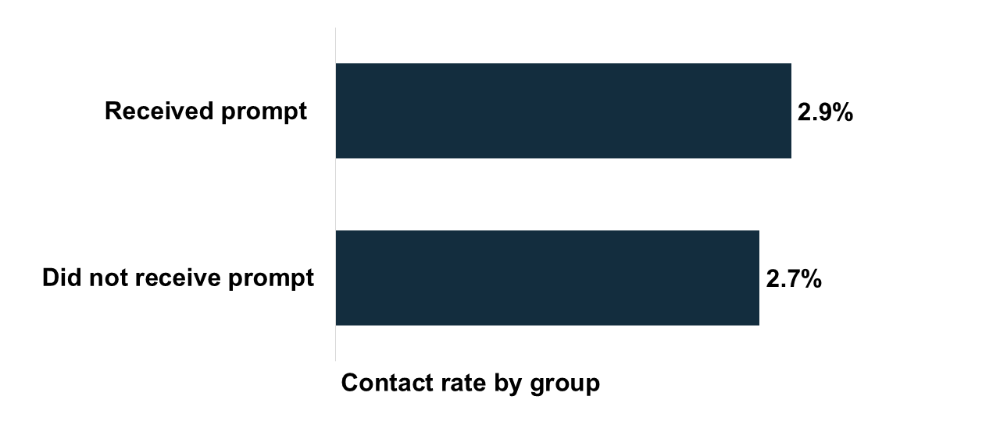 Received prompt
2.9%
Did not receive prompt
2.7%
Contact rate by group